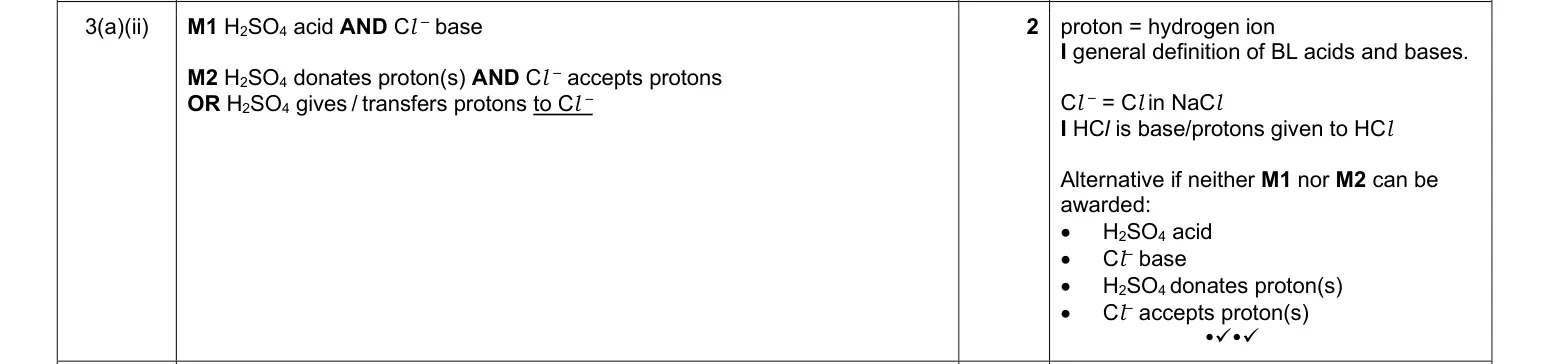 3(a)(ii)
M1 H₂SO₄ acid AND Cl⁻ base
M2 H₂SO₄ donates proton(s) AND Cl⁻ accepts protons
OR H₂SO₄ gives / transfers protons to Cl⁻
2
proton = hydrogen ion
I general definition of BL acids and bases.
Cl⁻ = Cl in NaCl
I HCl is base/protons given to HCl
Alternative if neither M1 nor M2 can be
awarded:
• H₂SO₄ acid
• Cl⁻ base
• H₂SO₄ donates proton(s)
• Cl⁻ accepts proton(s)
•✓•✓